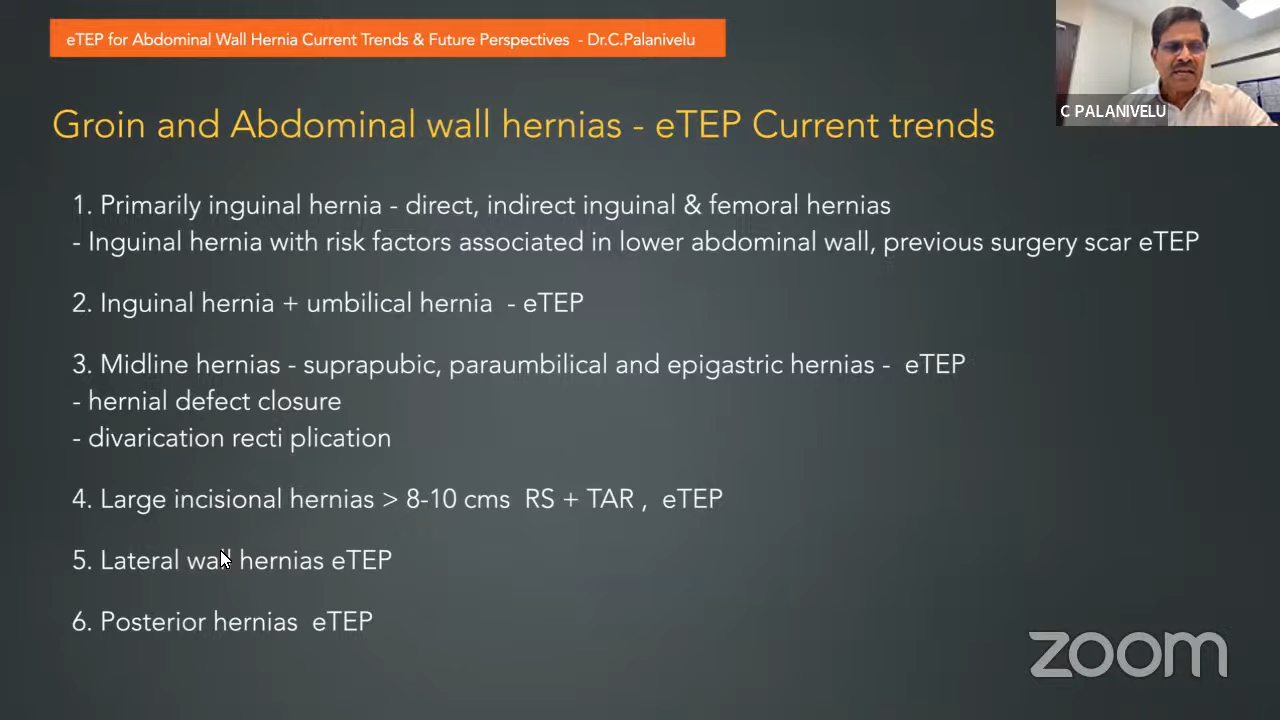 eTEP for Abdominal Wall Hernia Current Trends & Future Perspectives - Dr.C.Palanivelu
C PALANIVELU
Groin and Abdominal wall hernias - eTEP Current trends
1. Primarily inguinal hernia - direct, indirect inguinal & femoral hernias
- Inguinal hernia with risk factors associated in lower abdominal wall, previous surgery scar eTEP
2. Inguinal hernia + umbilical hernia - eTEP
3. Midline hernias - suprapubic, paraumbilical and epigastric hernias - eTEP
- hernial defect closure
- divarication recti plication
4. Large incisional hernias > 8-10 cms RS + TAR , eTEP
5. Lateral wall hernias eTEP
6. Posterior hernias eTEP
zoom